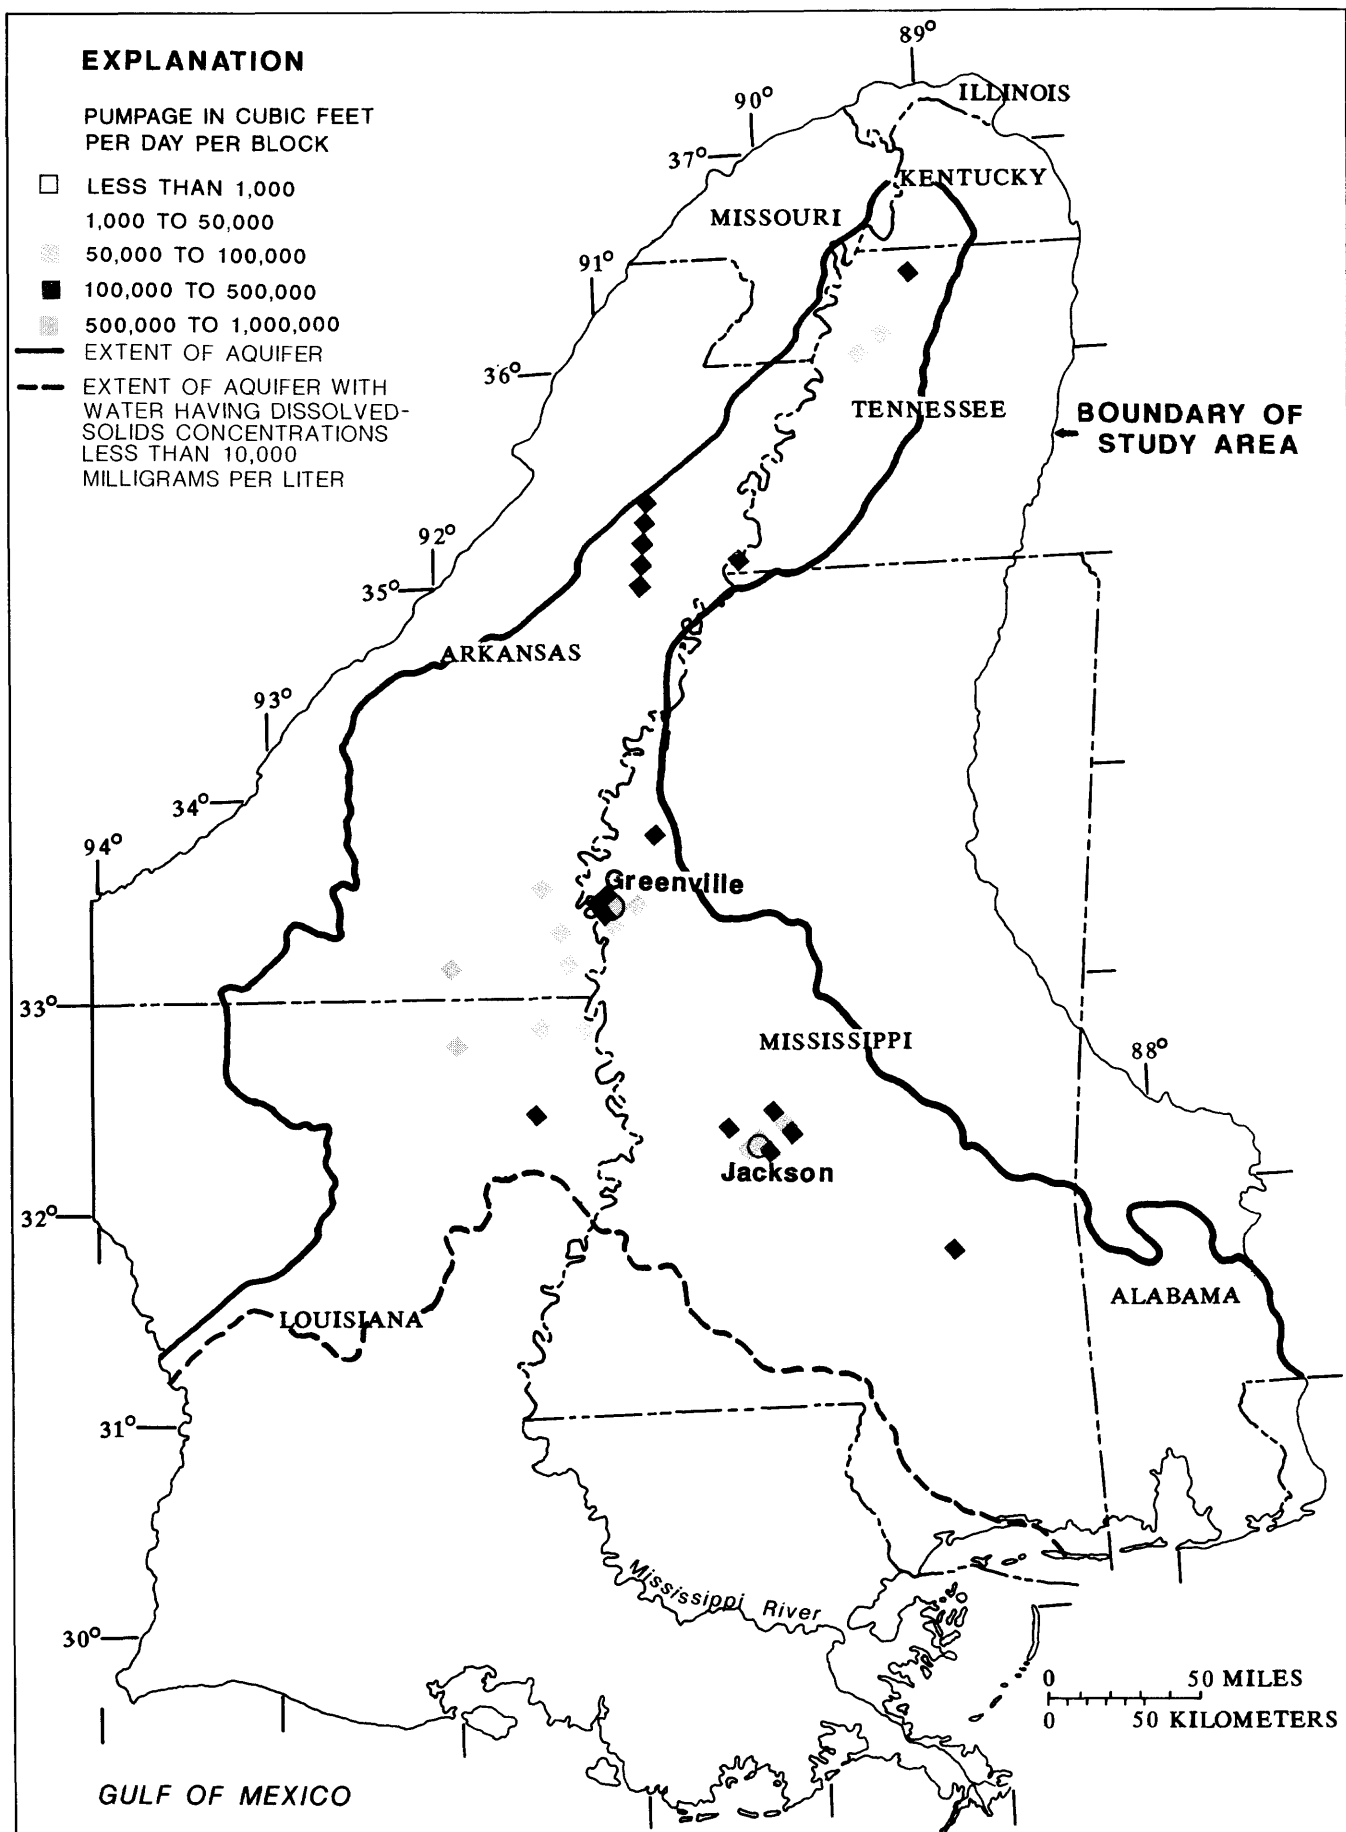 EXPLANATION
PUMPAGE IN CUBIC FEET
PER DAY PER BLOCK
LESS THAN 1,000
1,000 TO 50,000
50,000 TO 100,000
100,000 TO 500,000
500,000 TO 1,000,000
EXTENT OF AQUIFER
EXTENT OF AQUIFER WITH
WATER HAVING DISSOLVED-
SOLIDS CONCENTRATIONS
LESS THAN 10,000
MILLIGRAMS PER LITER
89°
ILLINOIS
90°
37°
KENTUCKY
MISSOURI
91°
36°
TENNESSEE
BOUNDARY OF
STUDY AREA
92°
35°
ARKANSAS
93°
34°
94°
Greenville
33°
MISSISSIPPI
88°
Jackson
32°
ALABAMA
LOUISIANA
31°
Mississippi River
30°
0 50 MILES
0 50 KILOMETERS
GULF OF MEXICO